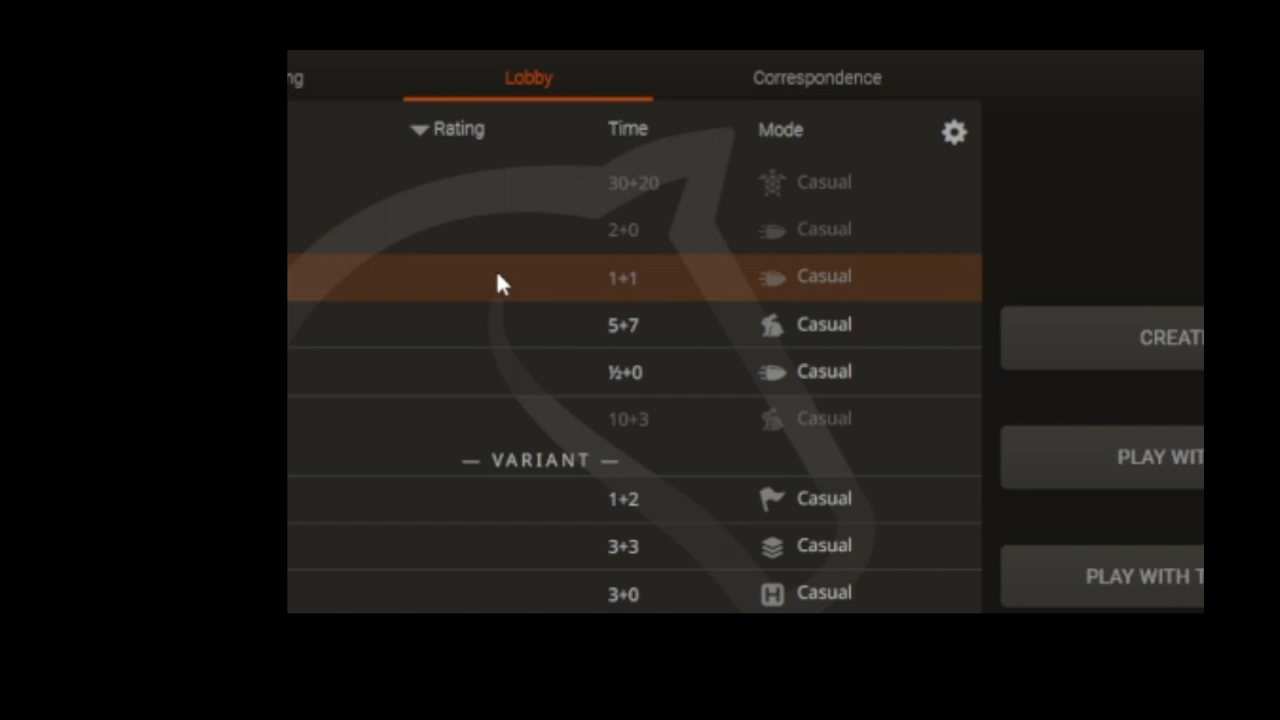 ng Lobby Correspondence
Rating Time Mode
30+20 Casual
2+0 Casual
1+1 Casual
5+7 Casual
CREAT
½+0 Casual
10+3 Casual
PLAY WIT
— VARIANT —
1+2 Casual
3+3 Casual
PLAY WITH T
3+0 H Casual